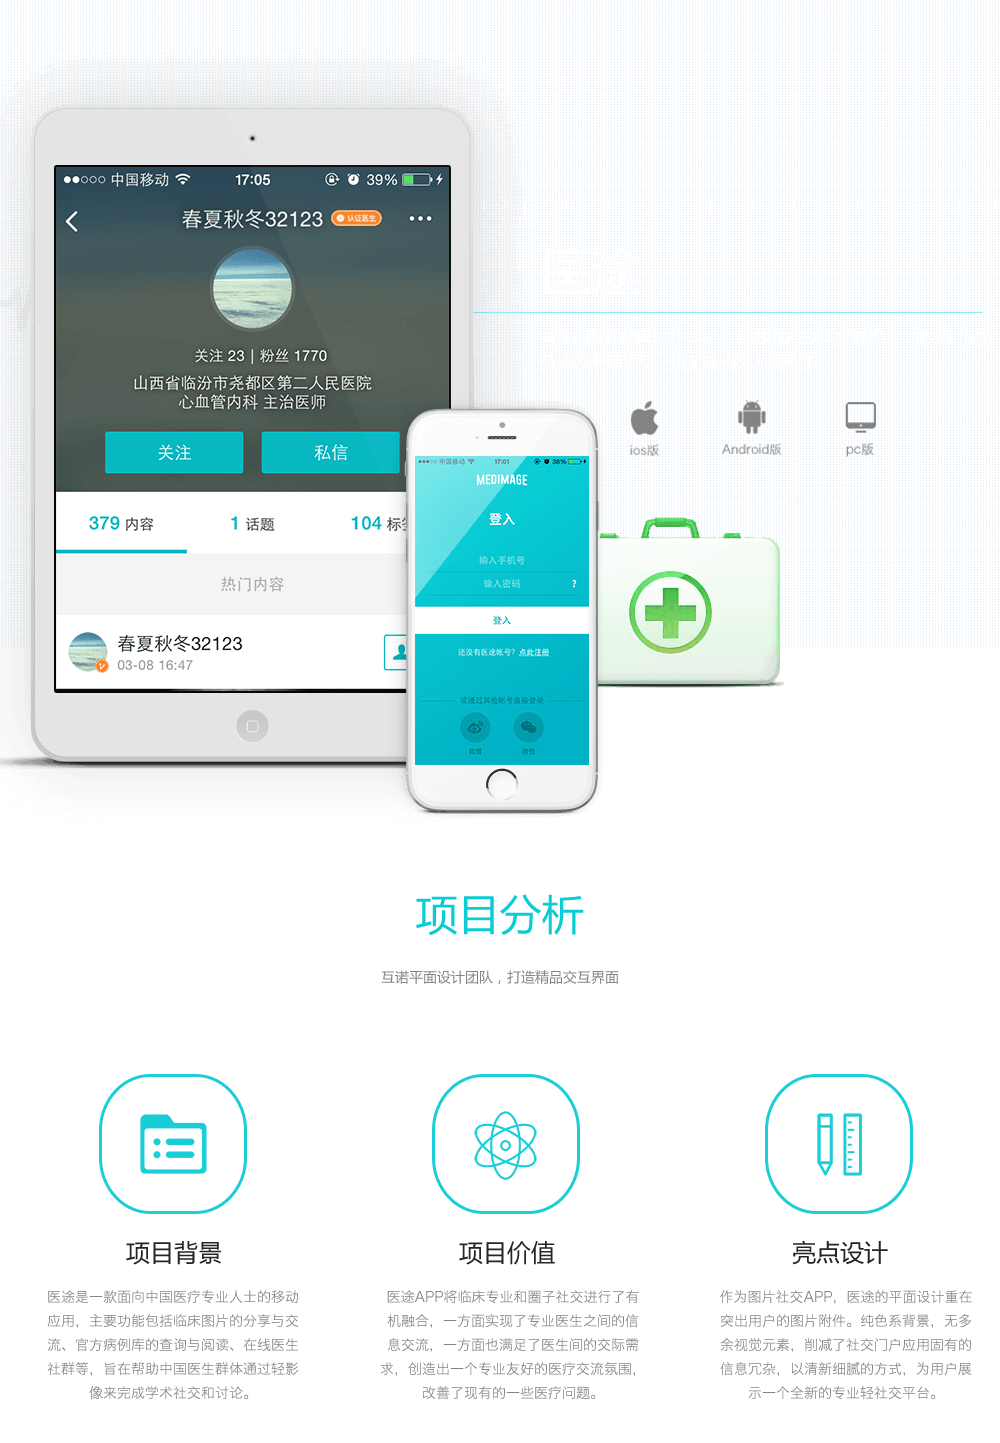 中国移动 17:05 39%
春夏秋冬32123 认证医生
关注 23 | 粉丝 1770
山西省临汾市尧都区第二人民医院
心血管内科 主治医师
关注 私信
379 内容 1 话题 104 标签
热门内容
春夏秋冬32123
03-08 16:47
医途
ios版 Android版 pc版
中国移动 17:01 38%
MEDIMAGE
登入
输入手机号
输入密码 ?
登入
还没有医途帐号? 点此注册
或通过其他帐号直接登录
微博 微信
项目分析
互诺平面设计团队，打造精品交互界面
项目背景
医途是一款面向中国医疗专业人士的移动
应用，主要功能包括临床图片的分享与交
流、官方病例库的查询与阅读、在线医生
社群等，旨在帮助中国医生群体通过轻影
像来完成学术社交和讨论。
项目价值
医途APP将临床专业和圈子社交进行了有
机融合，一方面实现了专业医生之间的信
息交流，一方面也满足了医生间的交际需
求，创造出一个专业友好的医疗交流氛围，
改善了现有的一些医疗问题。
亮点设计
作为图片社交APP，医途的平面设计重在
突出用户的图片附件。纯色系背景，无多
余视觉元素，削减了社交门户应用固有的
信息冗杂，以清新细腻的方式，为用户展
示一个全新的专业轻社交平台。